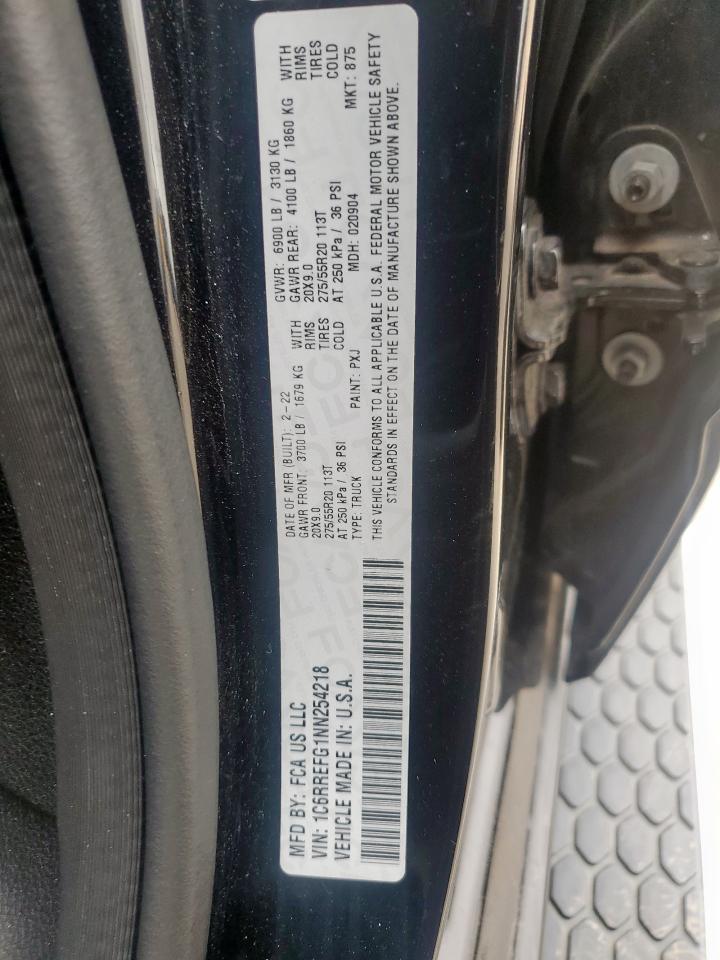 MFD BY: FCA US LLC
VIN: 1C6RREFG1NN254218
VEHICLE MADE IN: U.S.A.
DATE OF MFR (BUILT): 2-22 GVWR: 6900 LB / 3130 KG
GAWR FRONT: 3700 LB / 1679 KG WITH GAWR REAR: 4100 LB / 1860 KG WITH
20X9.0 RIMS 20X9.0 RIMS
275/55R20 113T TIRES 275/55R20 113T TIRES
AT 250 kPa / 36 PSI COLD AT 250 kPa / 36 PSI COLD
TYPE: TRUCK PAINT: PXJ MDH: 020904 MKT: 875
THIS VEHICLE CONFORMS TO ALL APPLICABLE U.S.A. FEDERAL MOTOR VEHICLE SAFETY
STANDARDS IN EFFECT ON THE DATE OF MANUFACTURE SHOWN ABOVE.